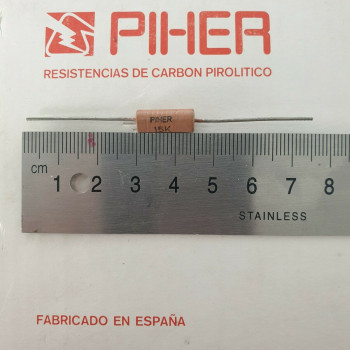 PIHER
RESISTENCIAS DE CARBON PIROLITICO
PIHER
15K
cm 1 2 3 4 5 6 7 8
STAINLESS
FABRICADO EN ESPAÑA